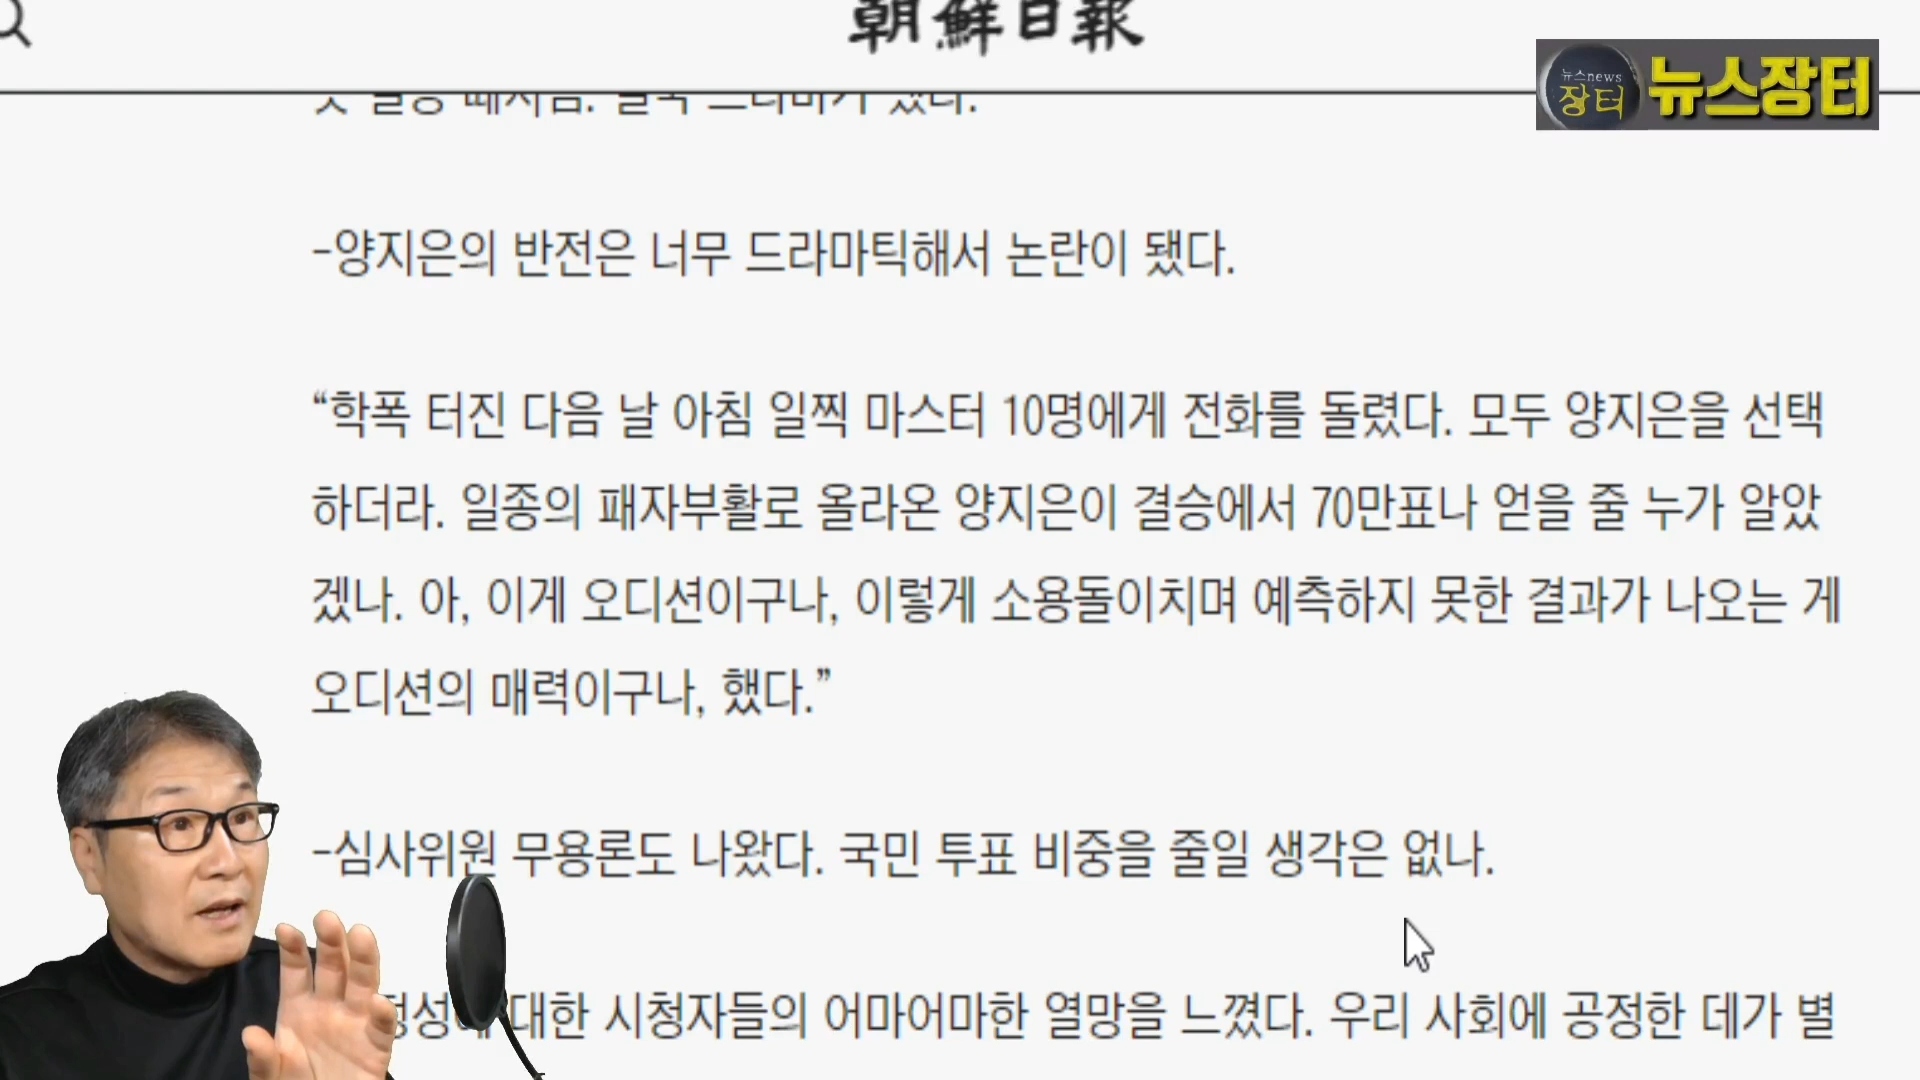 朝鮮日報
뉴스news
장터
뉴스장터
-양지은의 반전은 너무 드라마틱해서 논란이 됐다.
“학폭 터진 다음 날 아침 일찍 마스터 10명에게 전화를 돌렸다. 모두 양지은을 선택
하더라. 일종의 패자부활로 올라온 양지은이 결승에서 70만표나 얻을 줄 누가 알았
겠나. 아, 이게 오디션이구나, 이렇게 소용돌이치며 예측하지 못한 결과가 나오는 게
오디션의 매력이구나, 했다.”
-심사위원 무용론도 나왔다. 국민 투표 비중을 줄일 생각은 없나.
대한 시청자들의 어마어마한 열망을 느꼈다. 우리 사회에 공정한 데가 별